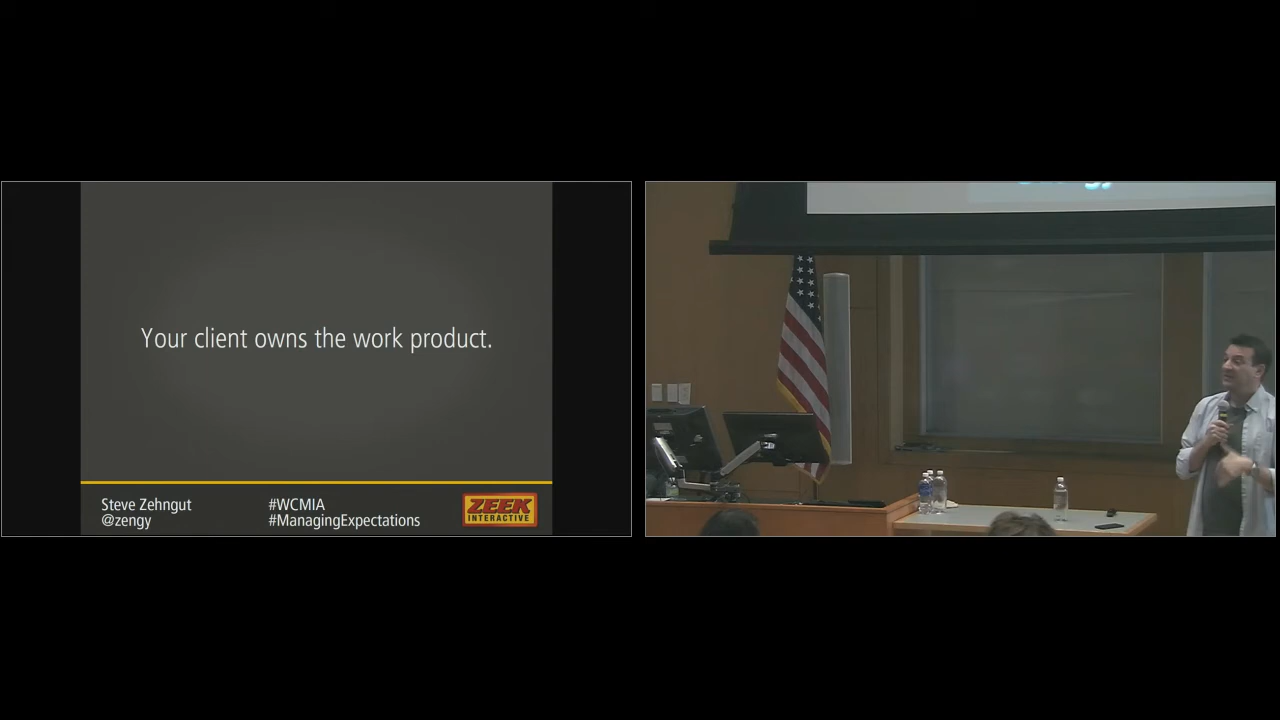 Your client owns the work product.
Steve Zehngut
@zengy
#WCMIA
#ManagingExpectations
ZEEK
INTERACTIVE